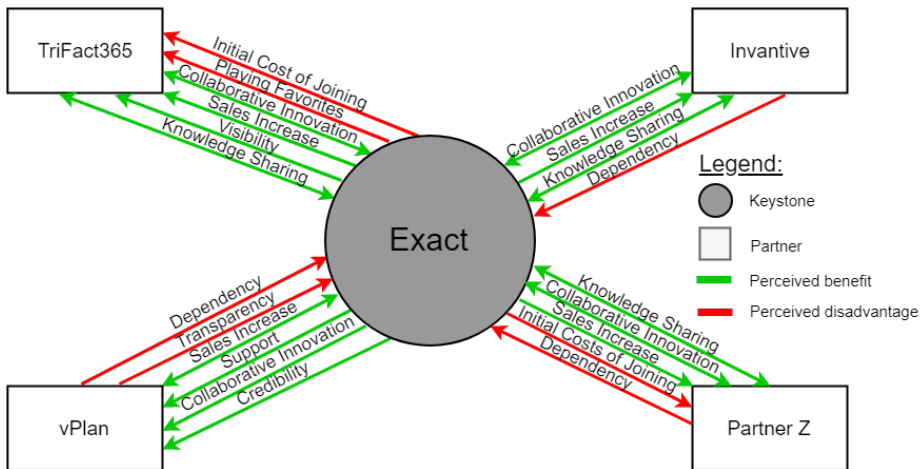 TriFact365
Initial Cost of Joining
Playing Favorites
Collaborative Innovation
Sales Increase
Visibility
Knowledge Sharing
Invantive
Collaborative Innovation
Sales Increase
Knowledge Sharing
Dependency
Exact
Legend:
Keystone
Partner
Perceived benefit
Perceived disadvantage
Dependency
Transparency
Sales Increase
Support
Collaborative Innovation
Credibility
vPlan
Knowledge Sharing
Collaborative Innovation
Sales Increase
Initial Costs of Joining
Dependency
Partner Z